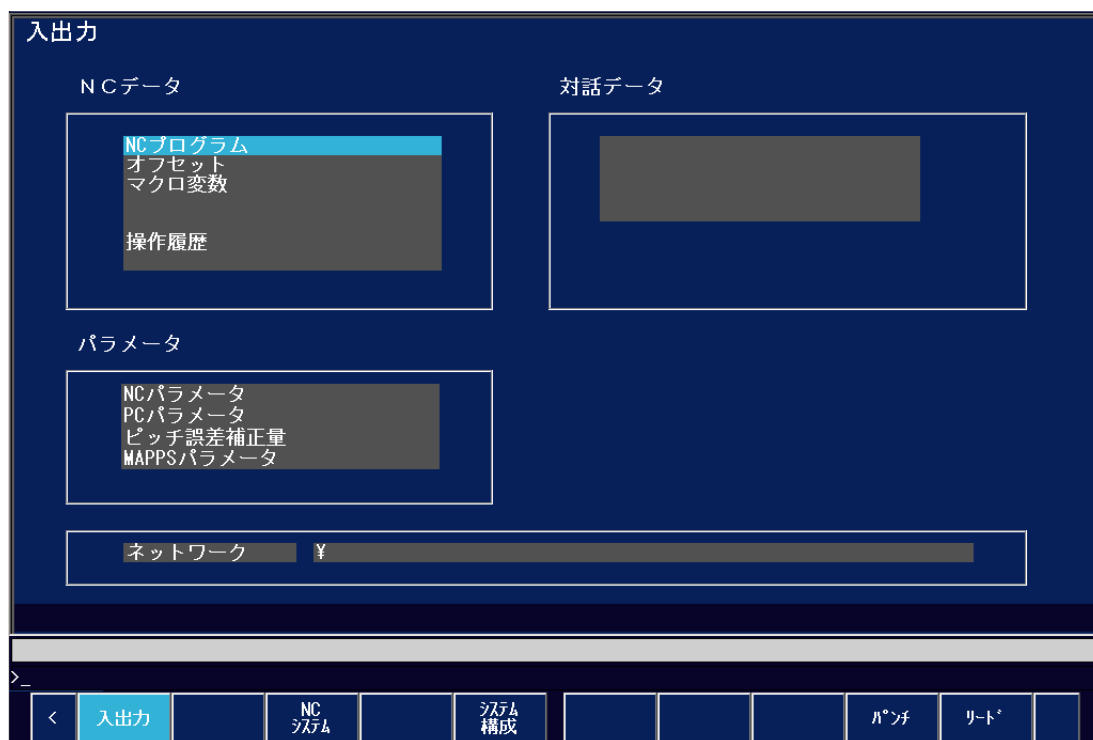 入出力
ＮＣデータ
対話データ
NCプログラム
オフセット
マクロ変数
操作履歴
パラメータ
NCパラメータ
PCパラメータ
ピッチ誤差補正量
MAPPSパラメータ
ネットワーク ¥
>_
< 入出力 NC ｼｽﾃﾑ ｼｽﾃﾑ 構成 ﾊﾟﾝﾁ ﾘｰﾄﾞ